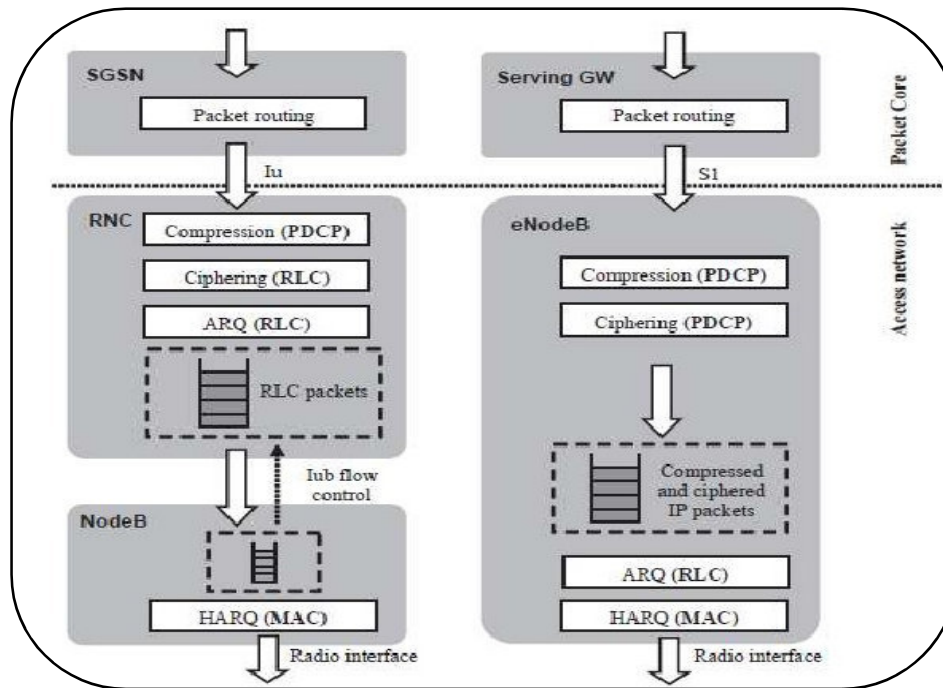 SGSN
Packet routing
Iu
RNC
Compression (PDCP)
Ciphering (RLC)
ARQ (RLC)
RLC packets
Iub flow
control
NodeB
HARQ (MAC)
Radio interface
Serving GW
Packet routing
S1
eNodeB
Compression (PDCP)
Ciphering (PDCP)
Compressed
and ciphered
IP packets
ARQ (RLC)
HARQ (MAC)
Radio interface
Packet Core
Access network